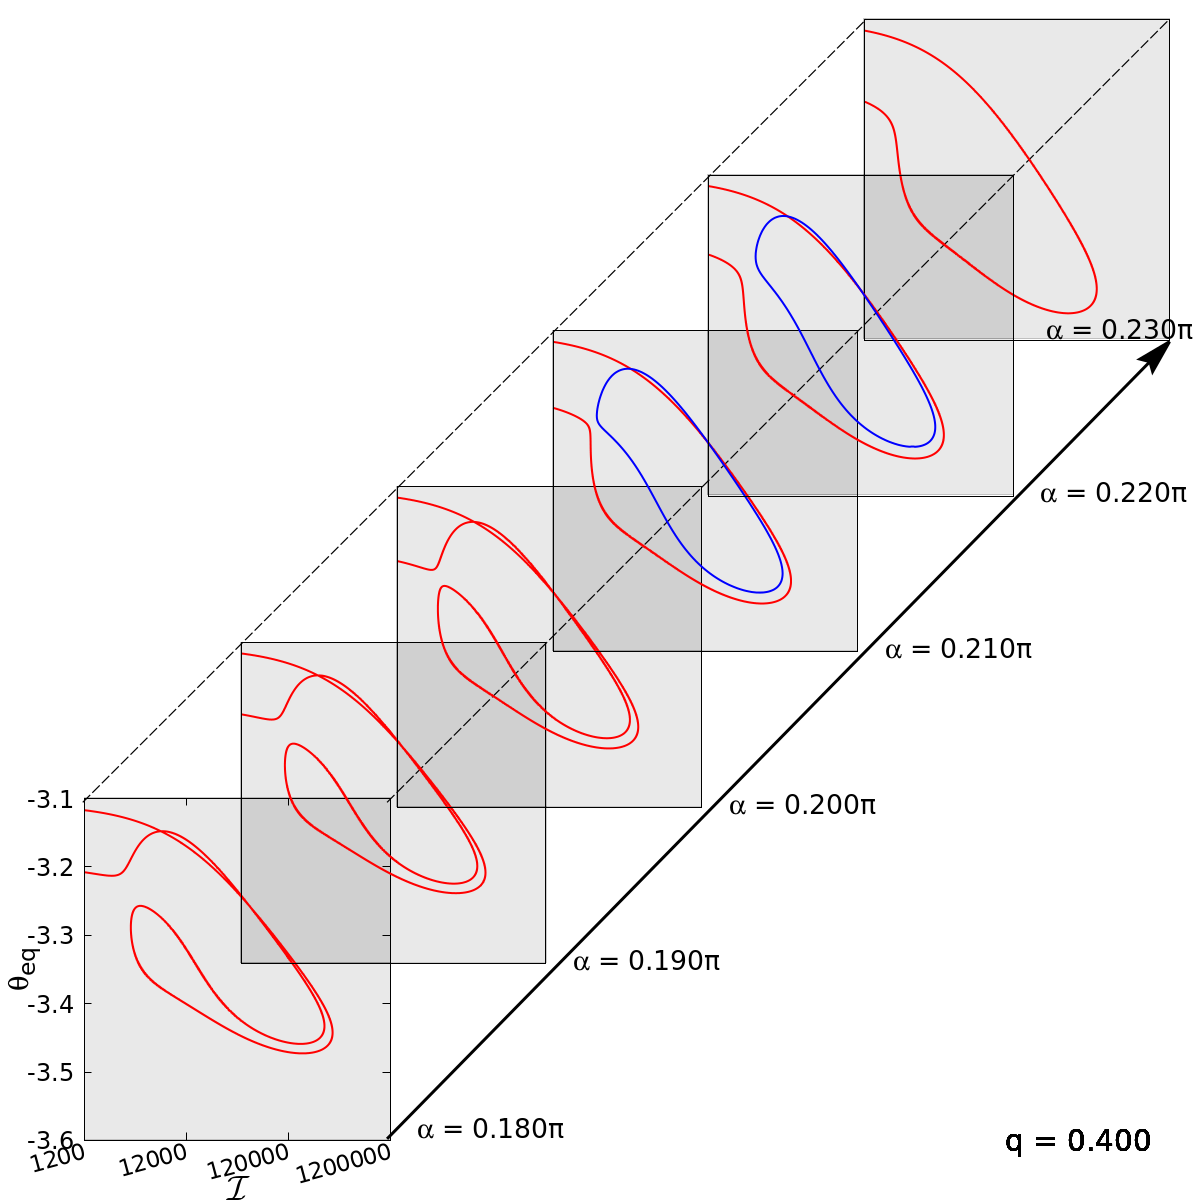 α = 0.230π
α = 0.220π
α = 0.210π
α = 0.200π
α = 0.190π
α = 0.180π
-3.1
-3.2
-3.3
-3.4
-3.5
-3.6
θeq
1200
12000
120000
1200000
ℐ
q = 0.400